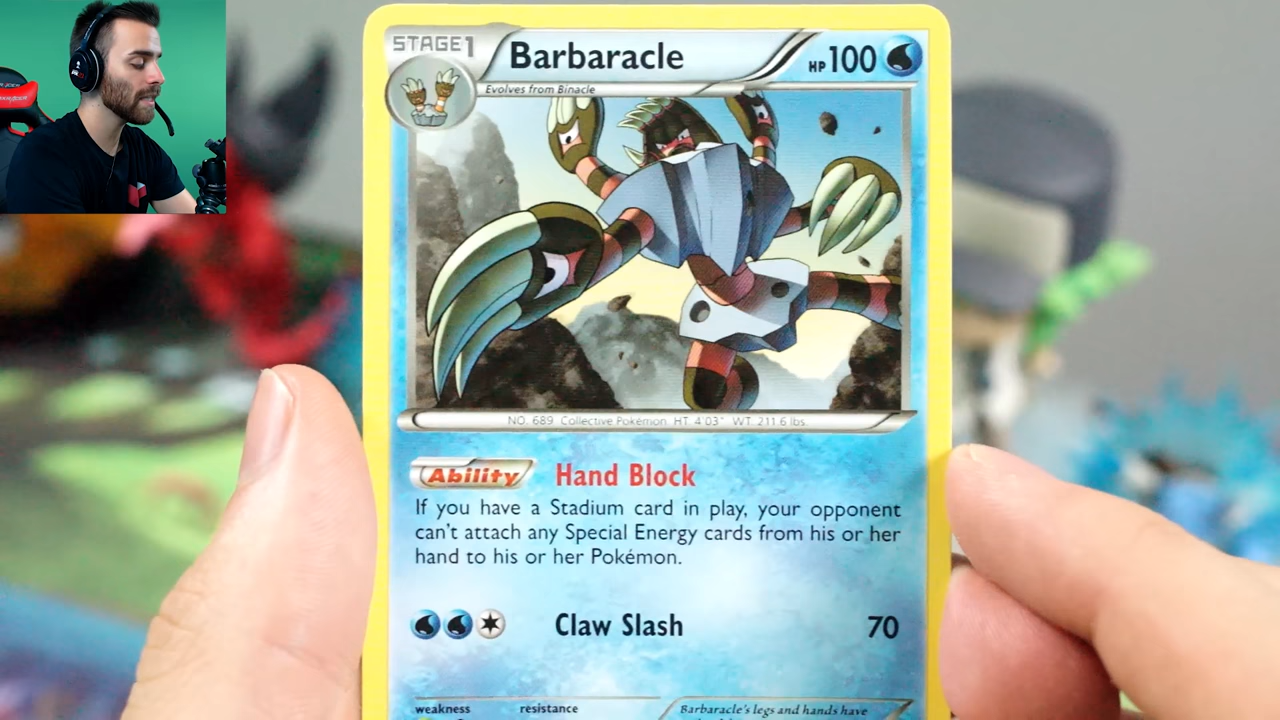 STAGE1
Barbaracle
HP100
Evolves from Binacle
NO. 689 Collective Pokémon. HT. 4'03" WT. 211.6 lbs.
Ability Hand Block
If you have a Stadium card in play, your opponent
can't attach any Special Energy cards from his or her
hand to his or her Pokémon.
Claw Slash 70
weakness resistance
Barbaracle's legs and hands have